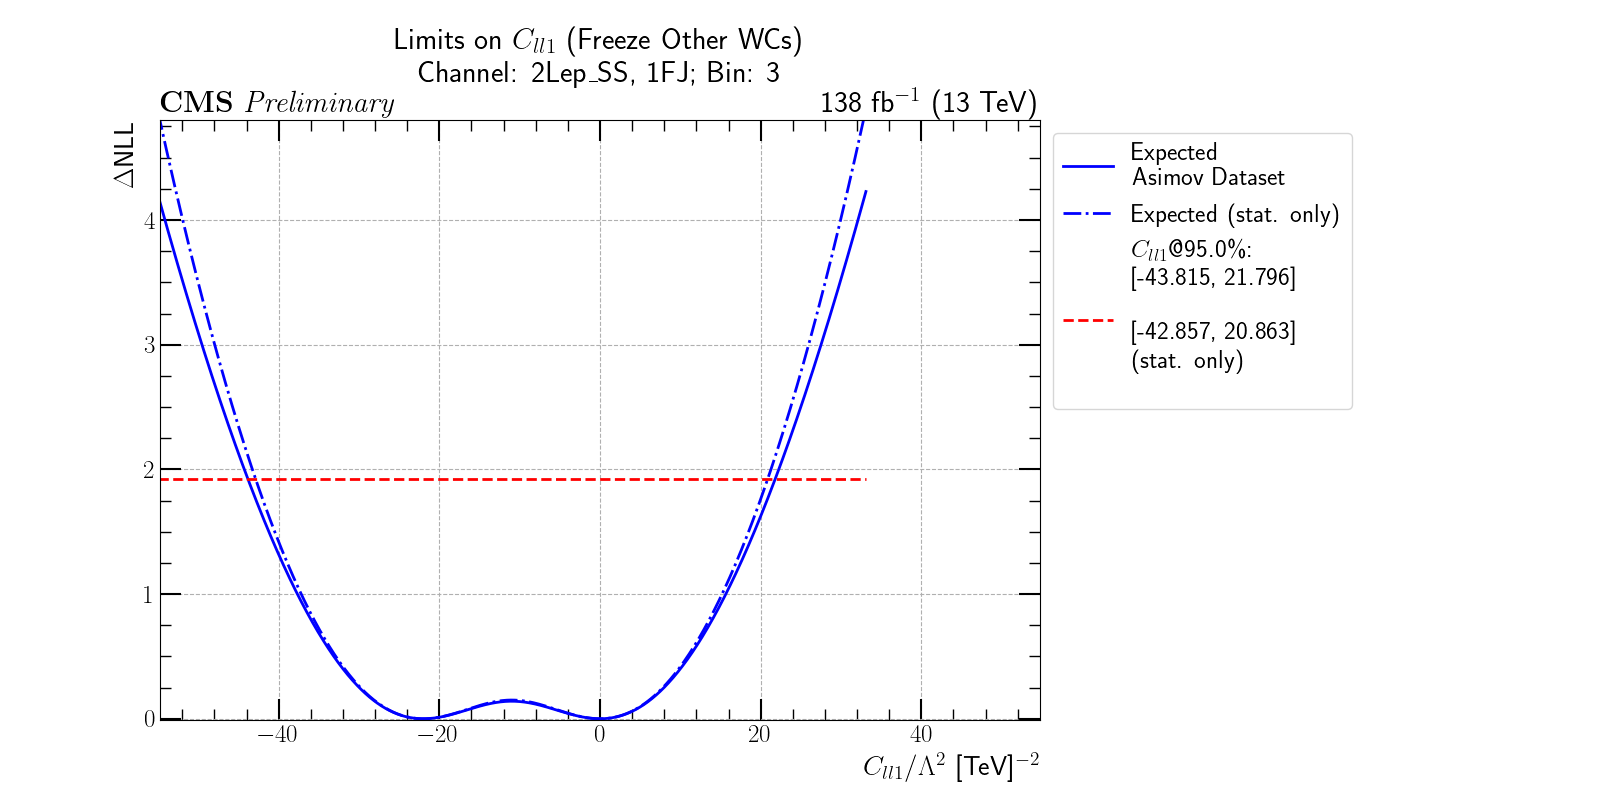 Limits on C_{ll1} (Freeze Other WCs)
Channel: 2Lep_SS, 1FJ; Bin: 3
CMS Preliminary
138 fb^{−1} (13 TeV)
ΔNLL
4
3
2
1
0
−40
−20
0
20
40
C_{ll1}/Λ^{2} [TeV]^{−2}
Expected
Asimov Dataset
Expected (stat. only)
C_{ll1}@95.0%:
[-43.815, 21.796]
[-42.857, 20.863]
(stat. only)